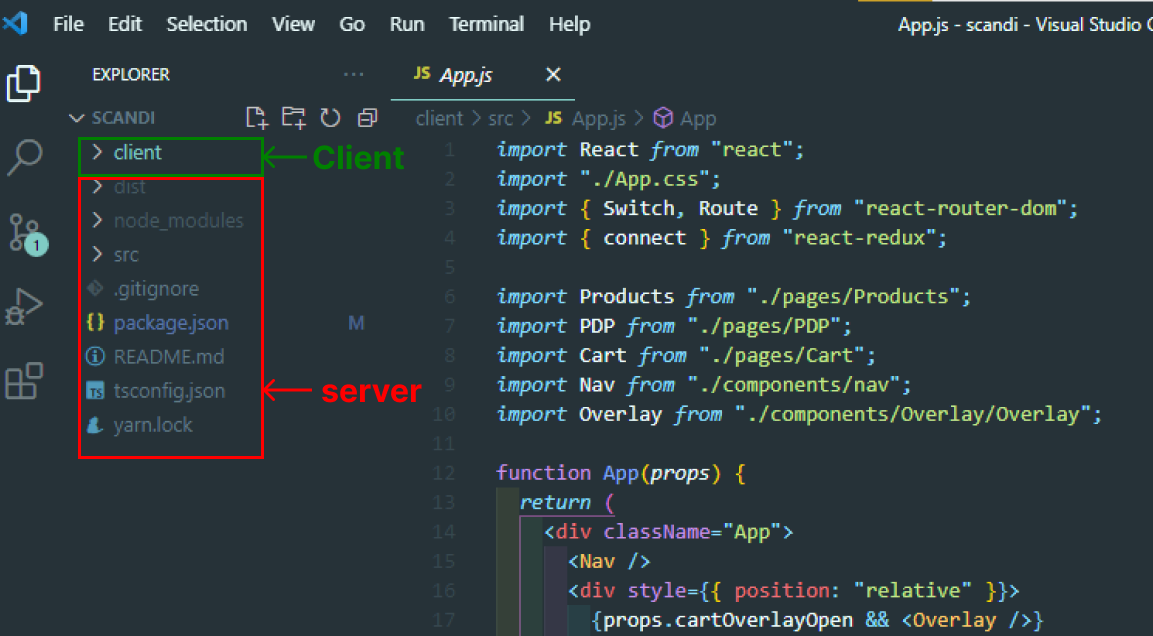 File Edit Selection View Go Run Terminal Help App.js - scandi - Visual Studio
EXPLORER ...
JS App.js
SCANDI
client > src > JS App.js > App
client
Client
dist
node_modules
src
.gitignore
{} package.json M
README.md
TS tsconfig.json
server
yarn.lock
1
1 import React from "react";
2 import "./App.css";
3 import { Switch, Route } from "react-router-dom";
4 import { connect } from "react-redux";
5
6 import Products from "./pages/Products";
7 import PDP from "./pages/PDP";
8 import Cart from "./pages/Cart";
9 import Nav from "./components/nav";
10 import Overlay from "./components/Overlay/Overlay";
11
12 function App(props) {
13 return (
14 <div className="App">
15 <Nav />
16 <div style={{ position: "relative" }}>
17 {props.cartOverlayOpen && <Overlay />}